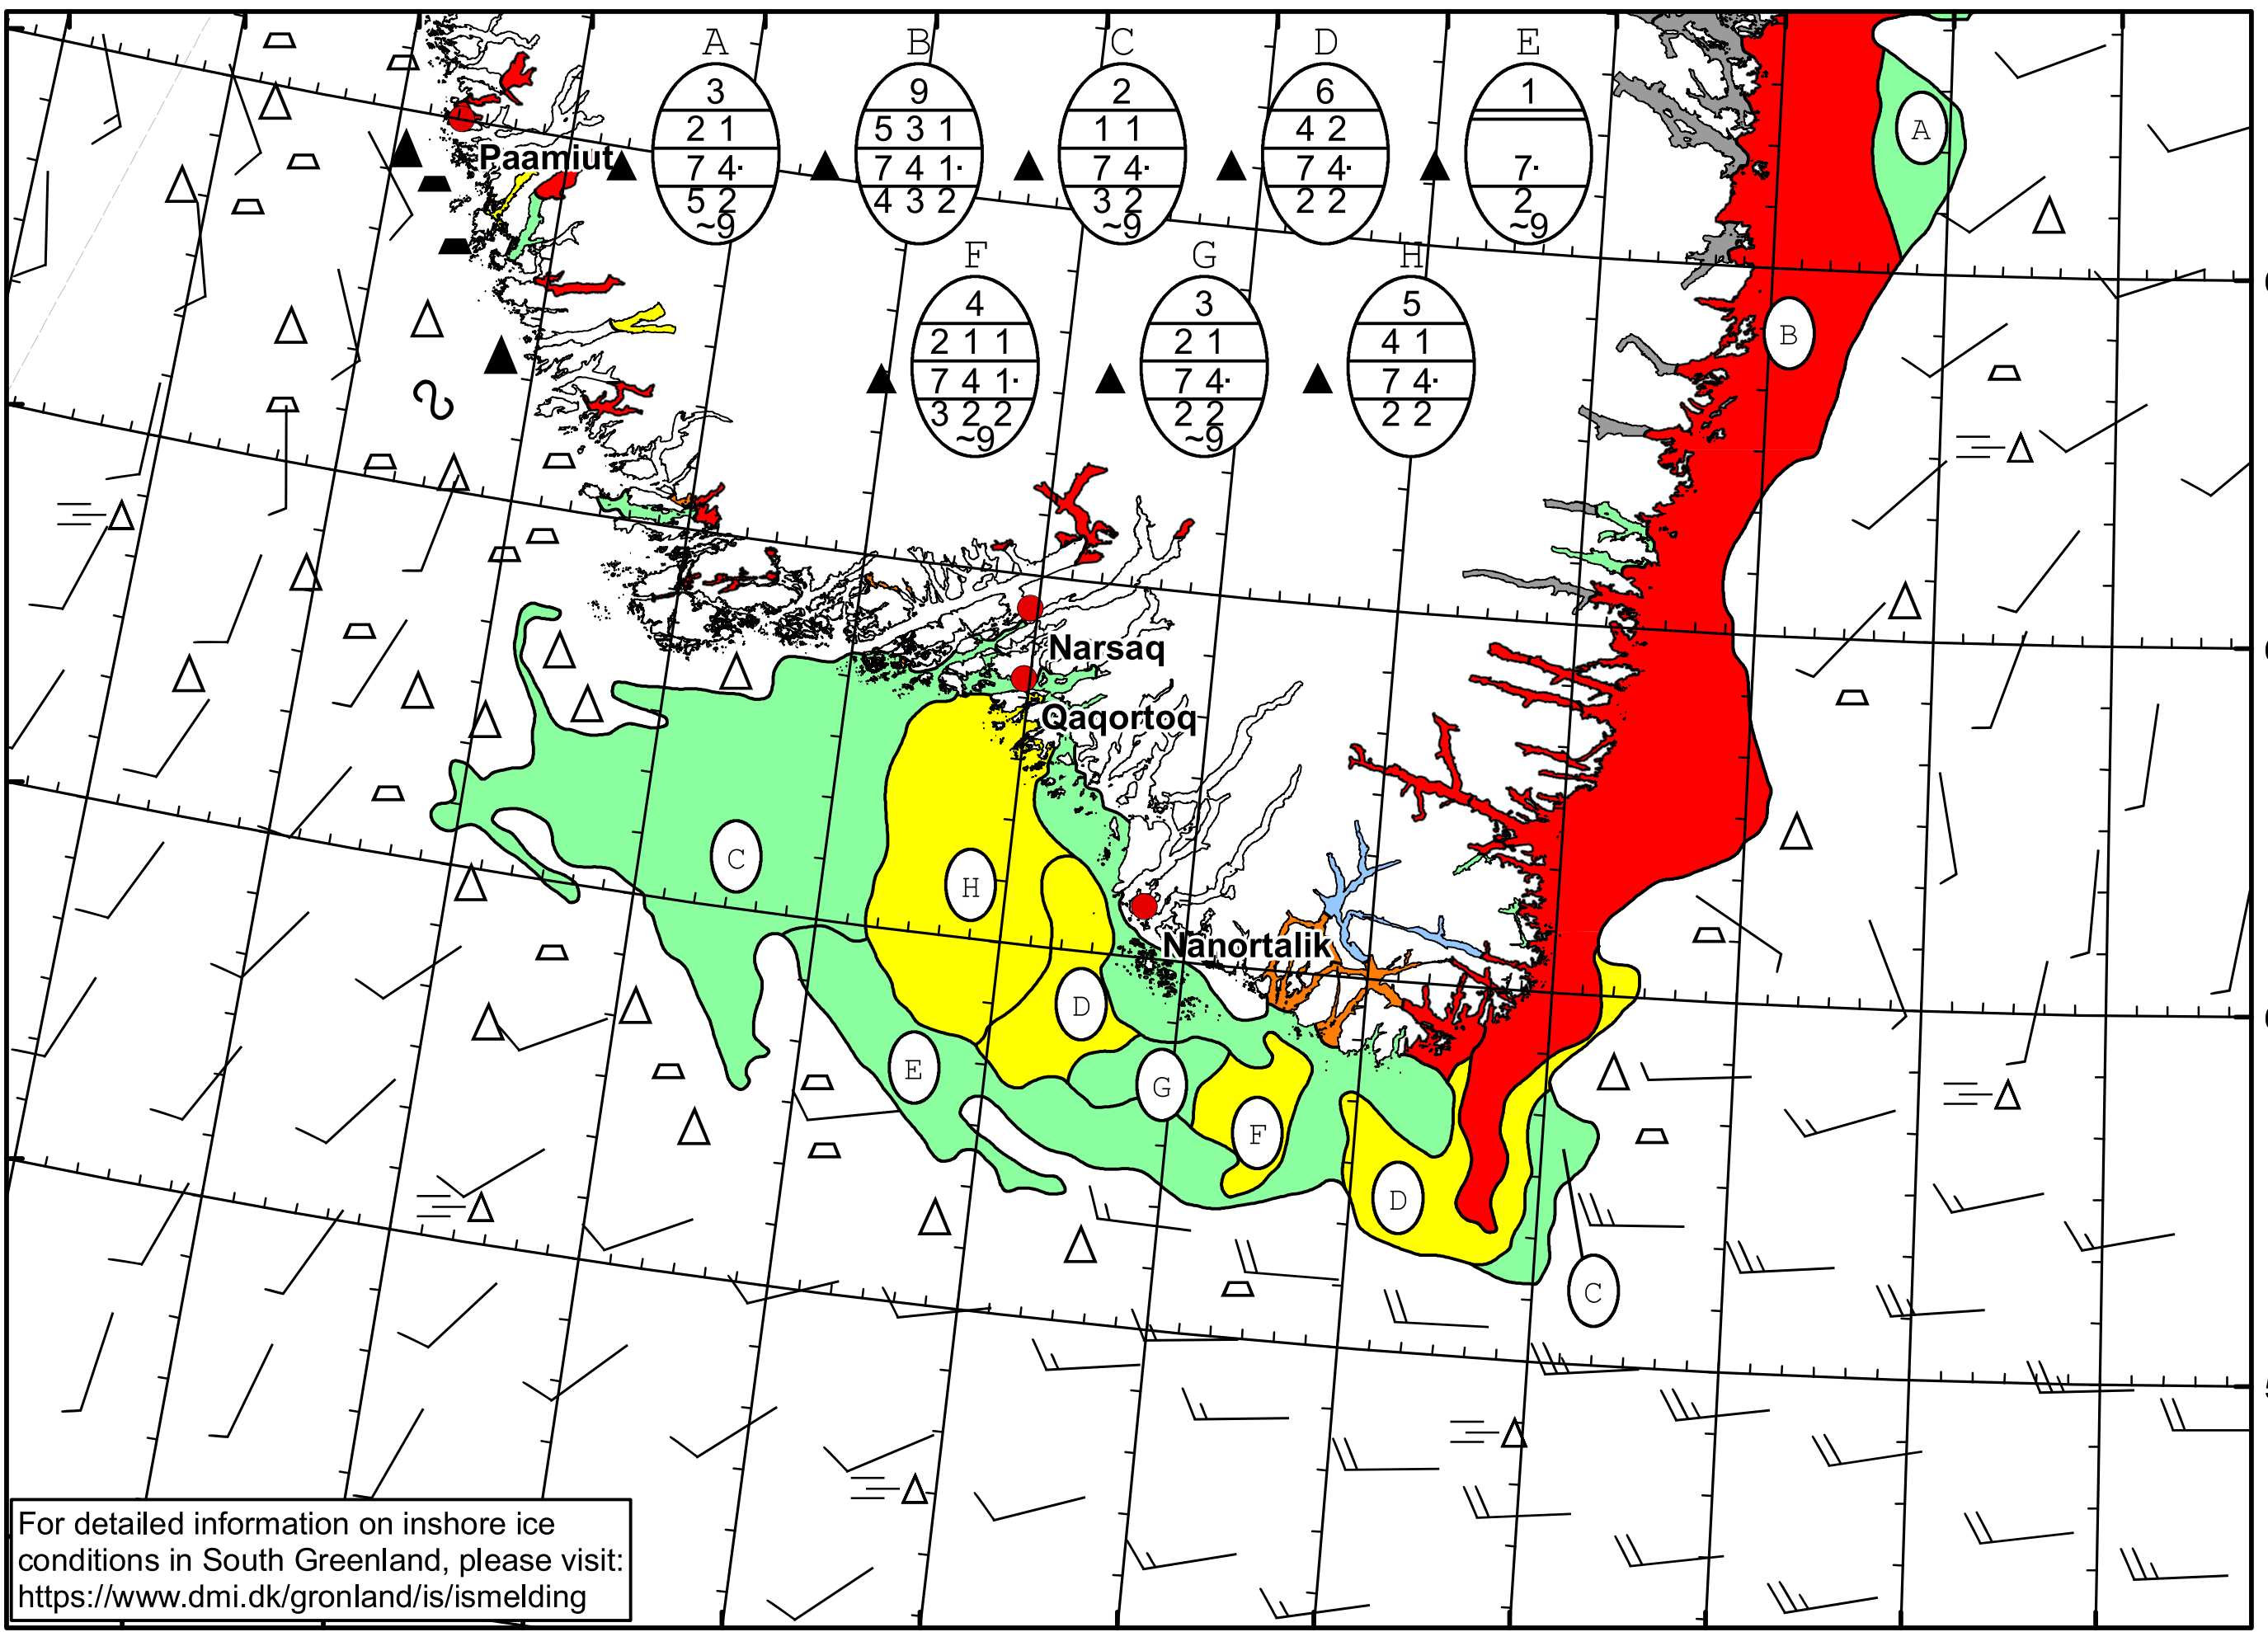 A B C D E
3 9 2 6 1
2 1 5 3 1 1 1 4 2
7 4· 7 4 1· 7 4· 7 4· 7·
5 2 4 3 2 3 2 2 2 2
~9 ~9 ~9
F G H
4 3 5
2 1 1 2 1 4 1
7 4 1· 7 4· 7 4·
3 2 2 2 2 2 2
~9 ~9
A
Paamiut
B
Narsaq
Qaqortoq
C
H
Nanortalik
D
E
G
F
D
C
For detailed information on inshore ice
conditions in South Greenland, please visit:
https://www.dmi.dk/gronland/is/ismelding